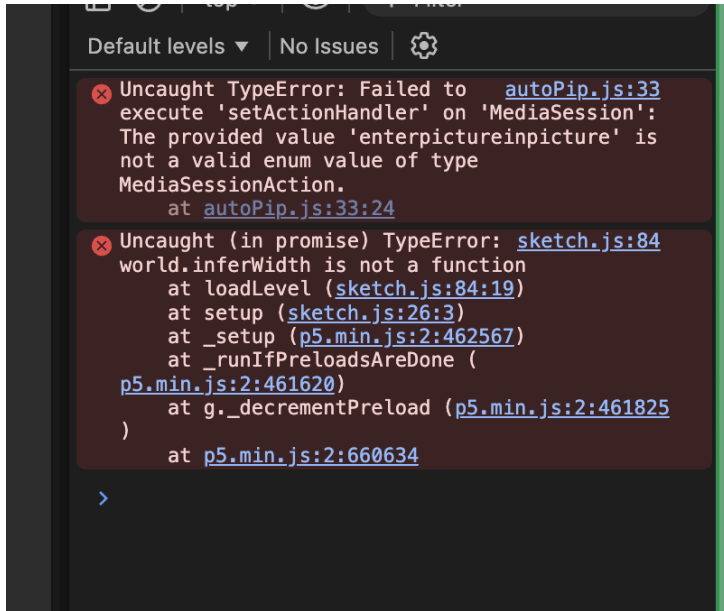 Default levels ▼ No Issues
Uncaught TypeError: Failed to autoPip.js:33
execute 'setActionHandler' on 'MediaSession':
The provided value 'enterpictureinpicture' is
not a valid enum value of type
MediaSessionAction.
at autoPip.js:33:24
Uncaught (in promise) TypeError: sketch.js:84
world.inferWidth is not a function
at loadLevel (sketch.js:84:19)
at setup (sketch.js:26:3)
at _setup (p5.min.js:2:462567)
at _runIfPreloadsAreDone (
p5.min.js:2:461620)
at g._decrementPreload (p5.min.js:2:461825
)
at p5.min.js:2:660634